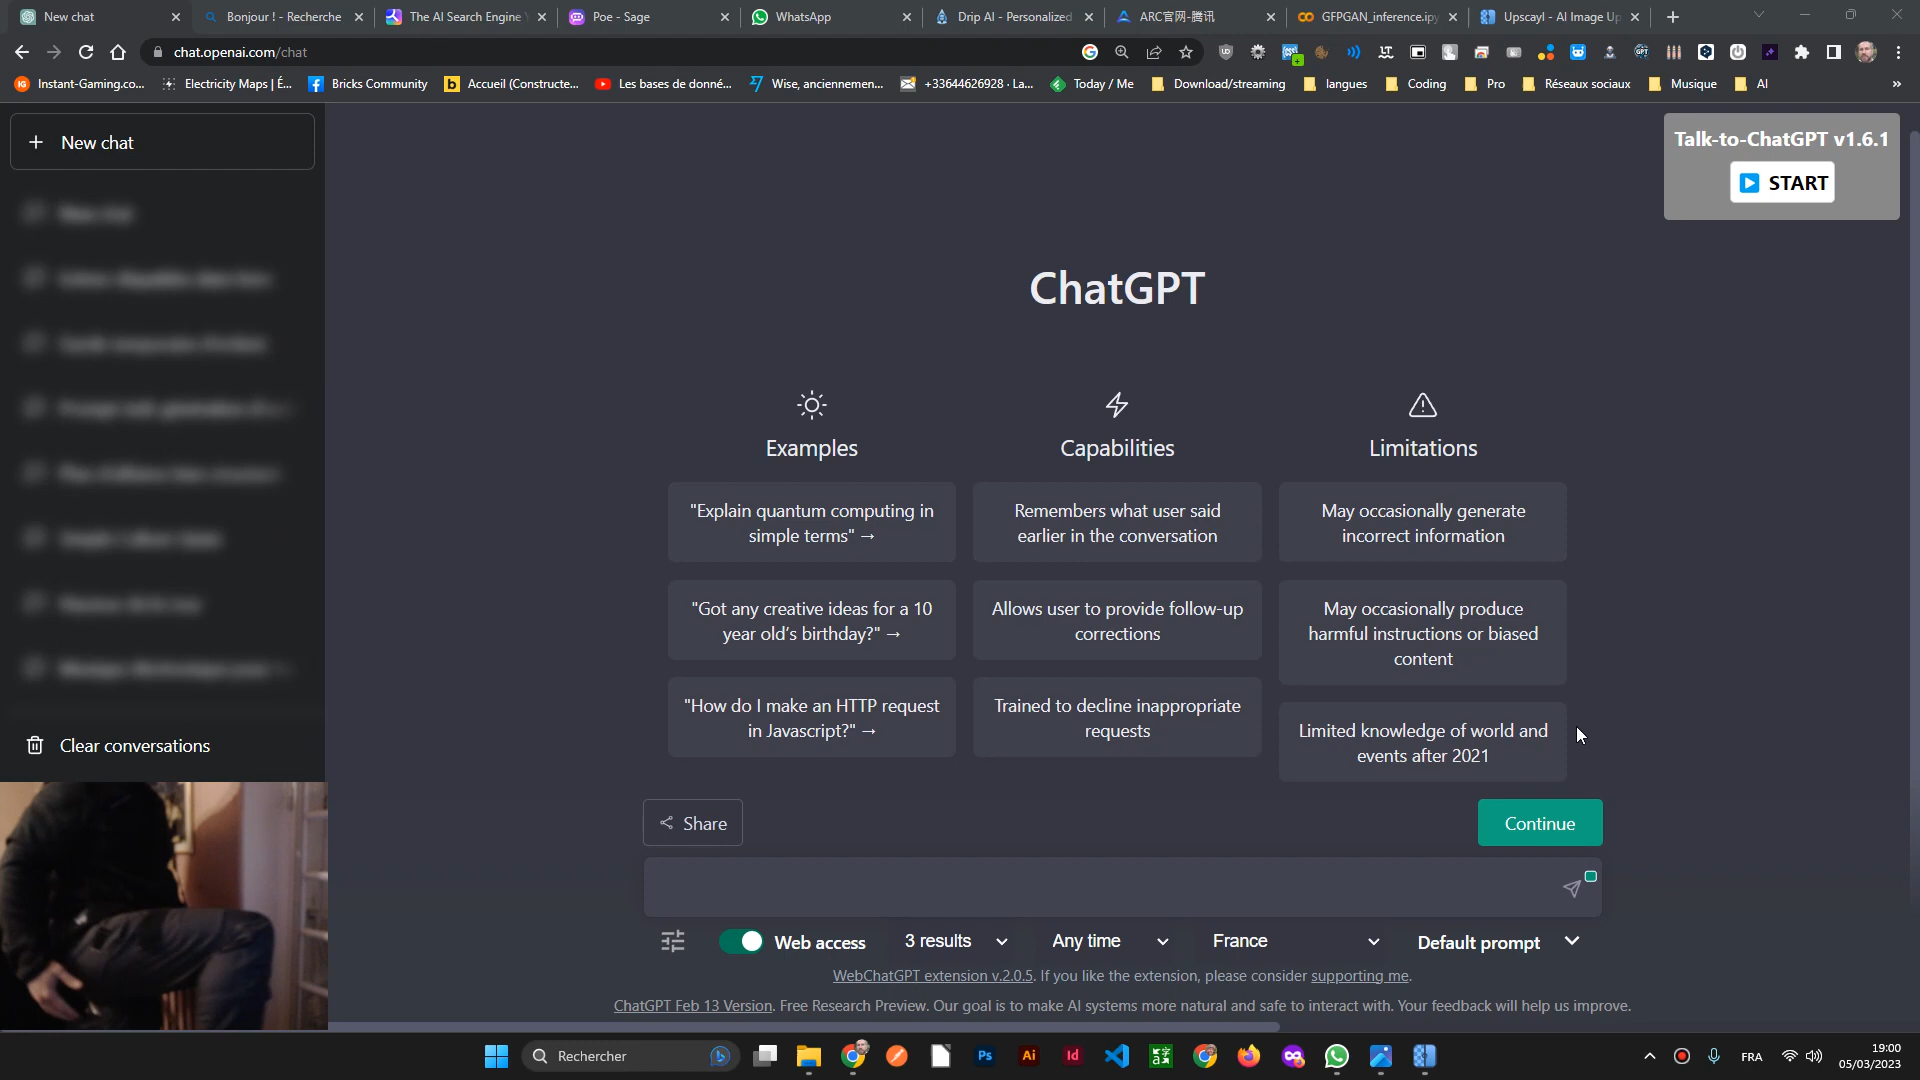 New chat
Bonjour ! - Recherche
The AI Search Engine
Poe - Sage
WhatsApp
Drip AI - Personalized
ARC官网-腾讯
GFPGAN_inference.ipy
Upscayl - AI Image Up
chat.openai.com/chat
Instant-Gaming.co...
Electricity Maps | É...
Bricks Community
Accueil (Constructe...
Les bases de donné...
Wise, anciennemen...
+33644626928 · La...
Today / Me
Download/streaming
langues
Coding
Pro
Réseaux sociaux
Musique
AI
»
+ New chat
Talk-to-ChatGPT v1.6.1
START
ChatGPT
Examples
Capabilities
Limitations
"Explain quantum computing in
simple terms" →
Remembers what user said
earlier in the conversation
May occasionally generate
incorrect information
"Got any creative ideas for a 10
year old's birthday?" →
Allows user to provide follow-up
corrections
May occasionally produce
harmful instructions or biased
content
"How do I make an HTTP request
in Javascript?" →
Trained to decline inappropriate
requests
Limited knowledge of world and
events after 2021
Clear conversations
Share
Continue
Web access
3 results
Any time
France
Default prompt
WebChatGPT extension v.2.0.5. If you like the extension, please consider supporting me.
ChatGPT Feb 13 Version. Free Research Preview. Our goal is to make AI systems more natural and safe to interact with. Your feedback will help us improve.
Rechercher
Ps
Ai
Id
FRA
19:00
05/03/2023